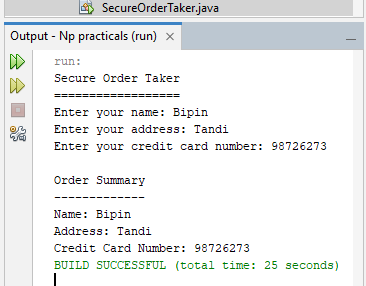 SecureOrderTaker.java
Output - Np practicals (run)
run:
Secure Order Taker
==================
Enter your name: Bipin
Enter your address: Tandi
Enter your credit card number: 98726273
Order Summary
-------------
Name: Bipin
Address: Tandi
Credit Card Number: 98726273
BUILD SUCCESSFUL (total time: 25 seconds)